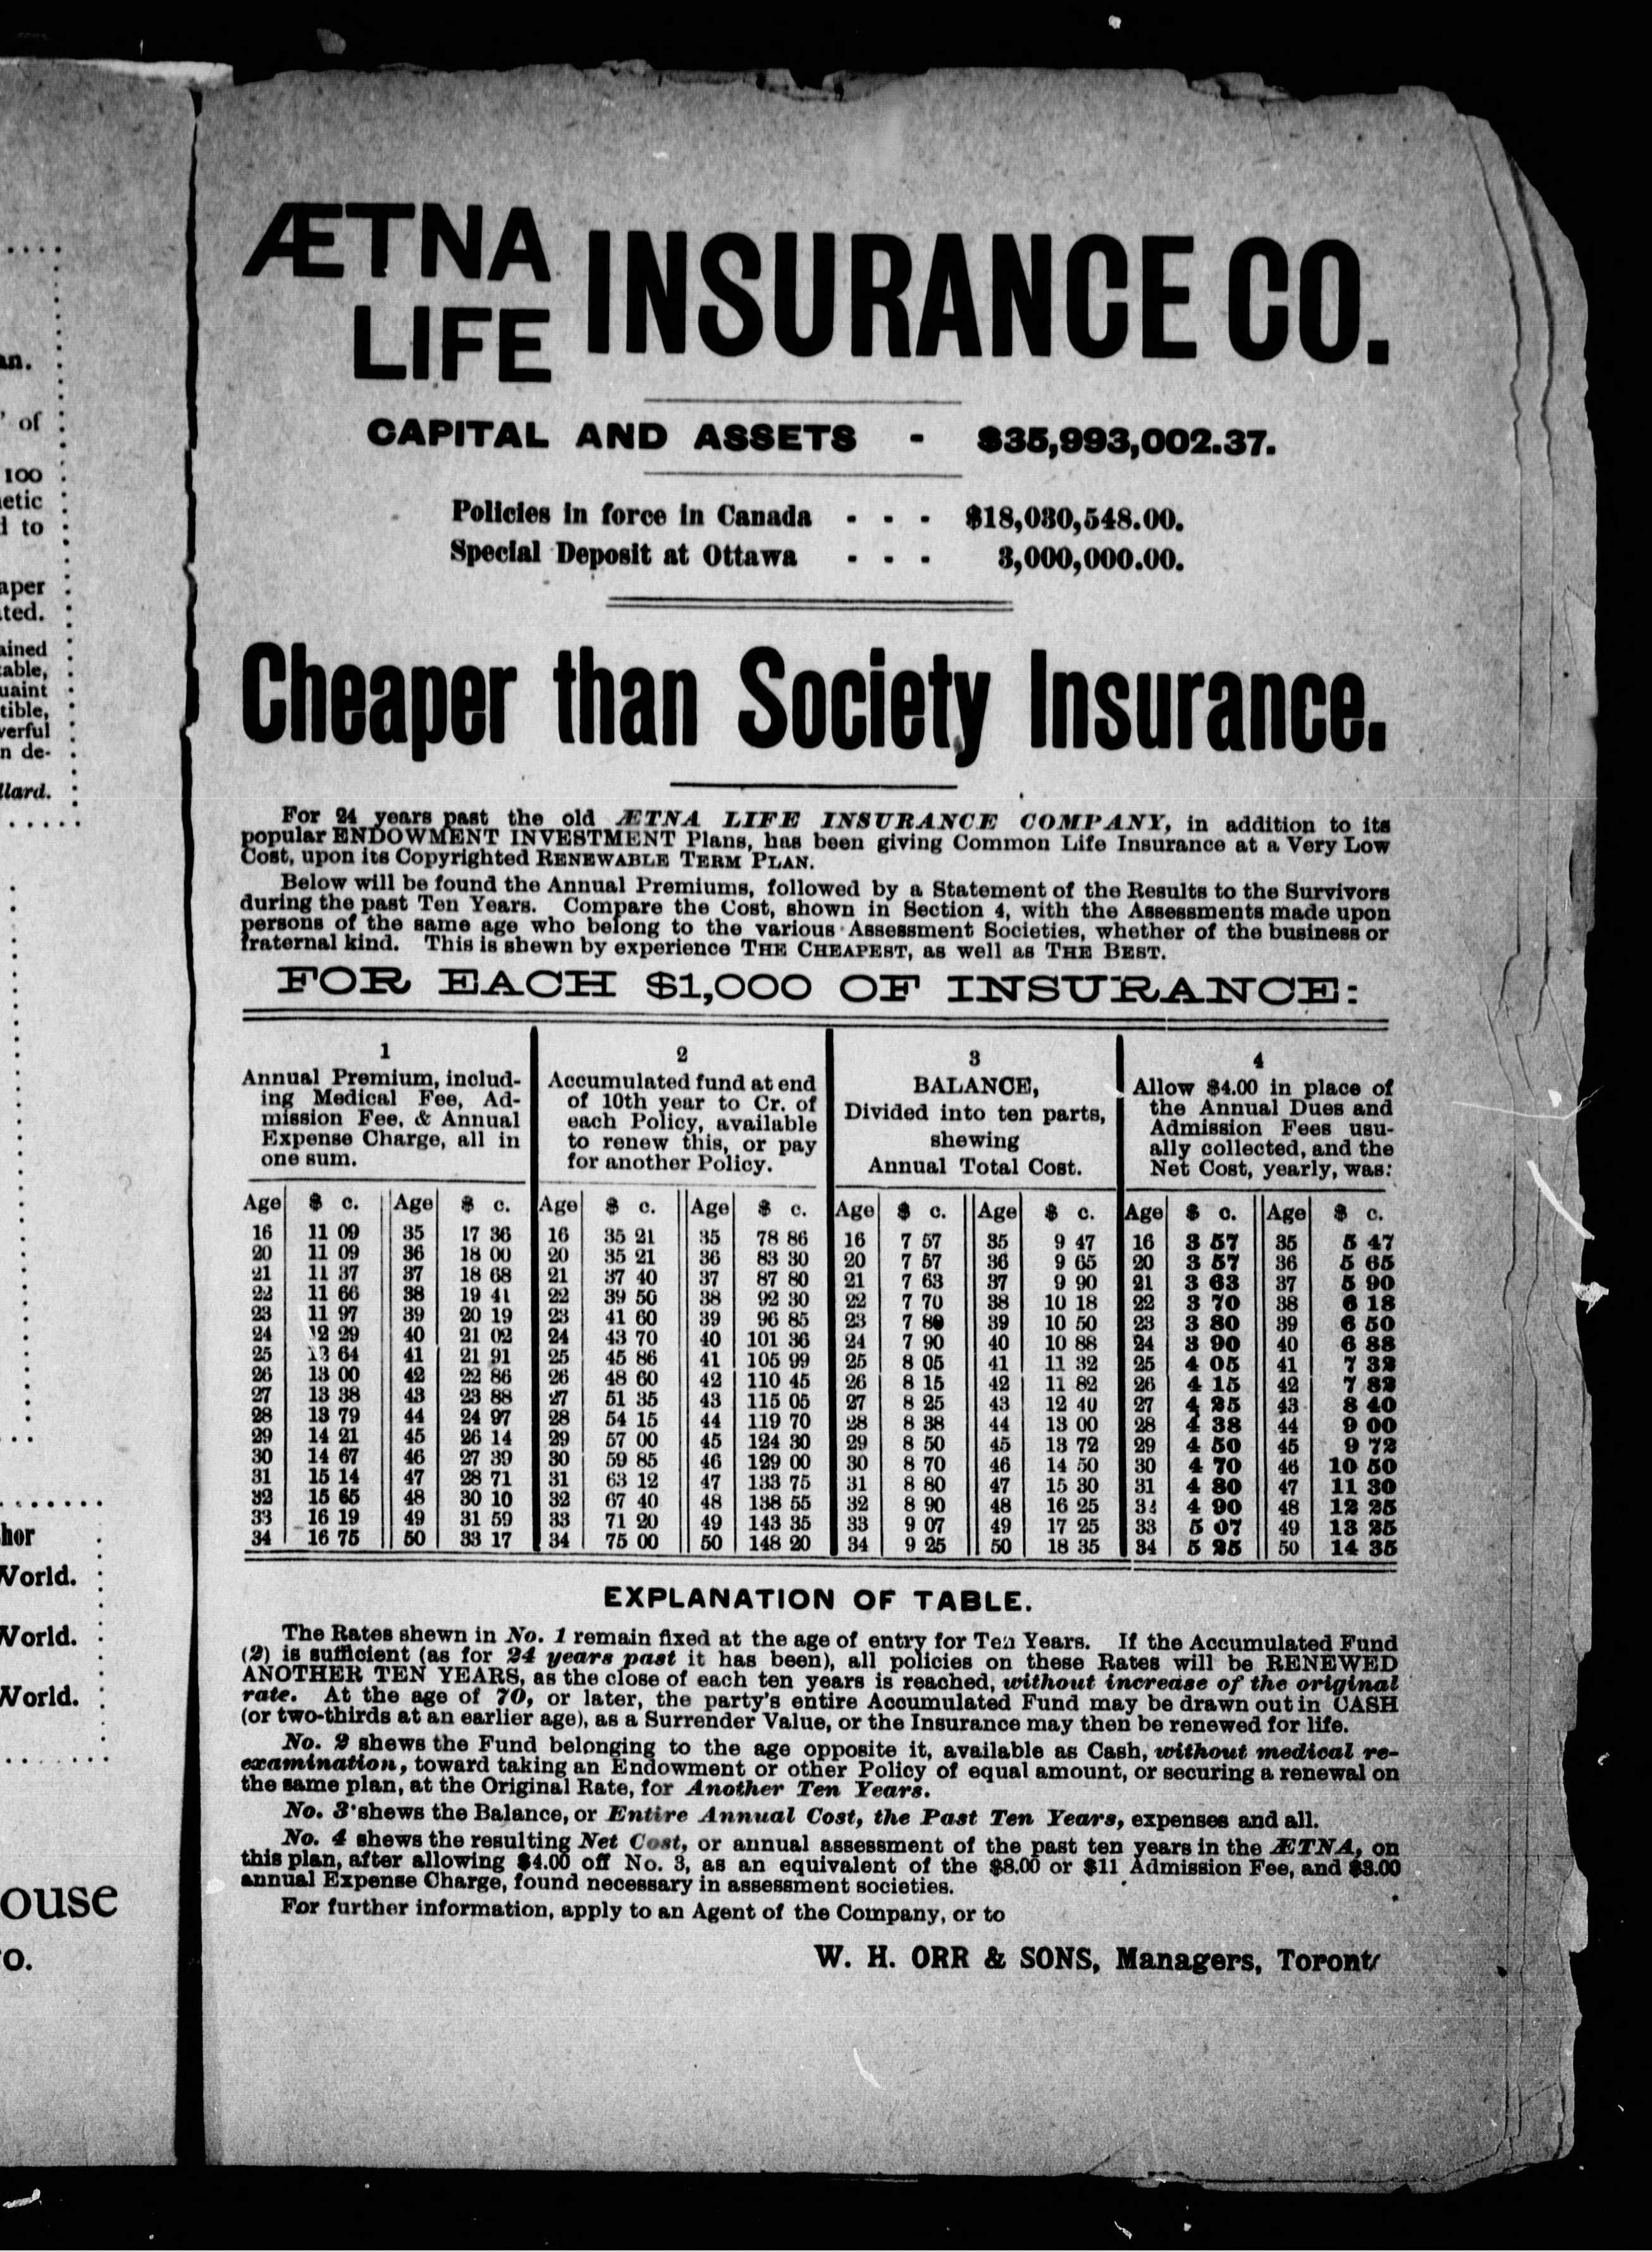 an.
of
100
etic
to
aper
ted.
ained
table,
uaint
tible,
verful
n de-
llard.
hor
World.
World.
World.
ouse
o.
ÆTNA LIFE INSURANCE CO.
CAPITAL AND ASSETS - $35,993,002.37.
Policies in force in Canada - - - $18,030,548.00.
Special Deposit at Ottawa - - - 3,000,000.00.
Cheaper than Society Insurance.
For 24 years past the old ÆTNA LIFE INSURANCE COMPANY, in addition to its
popular ENDOWMENT INVESTMENT Plans, has been giving Common Life Insurance at a Very Low
Cost, upon its Copyrighted RENEWABLE TERM PLAN.
Below will be found the Annual Premiums, followed by a Statement of the Results to the Survivors
during the past Ten Years. Compare the Cost, shown in Section 4, with the Assessments made upon
persons of the same age who belong to the various Assessment Societies, whether of the business or
fraternal kind. This is shewn by experience THE CHEAPEST, as well as THE BEST.
FOR EACH $1,000 OF INSURANCE:
1
Annual Premium, includ-
ing Medical Fee, Ad-
mission Fee, & Annual
Expense Charge, all in
one sum.
2
Accumulated fund at end
of 10th year to Cr. of
each Policy, available
to renew this, or pay
for another Policy.
3
BALANCE,
Divided into ten parts,
shewing
Annual Total Cost.
4
Allow $4.00 in place of
the Annual Dues and
Admission Fees usu-
ally collected, and the
Net Cost, yearly, was:
Age $ c. Age $ c. Age $ c. Age $ c. Age $ c. Age $ c. Age $ c. Age $ c.
16 11 09 35 17 36 16 35 21 35 78 86 16 7 57 35 9 47 16 3 57 35 5 47
20 11 09 36 18 00 20 35 21 36 83 30 20 7 57 36 9 65 20 3 57 36 5 65
21 11 37 37 18 68 21 37 40 37 87 80 21 7 63 37 9 90 21 3 63 37 5 90
22 11 66 38 19 41 22 39 50 38 92 30 22 7 70 38 10 18 22 3 70 38 6 18
23 11 97 39 20 19 23 41 60 39 96 85 23 7 80 39 10 50 23 3 80 39 6 50
24 12 29 40 21 02 24 43 70 40 101 36 24 7 90 40 10 88 24 3 90 40 6 88
25 12 64 41 21 91 25 45 86 41 105 99 25 8 05 41 11 32 25 4 05 41 7 32
26 13 00 42 22 86 26 48 60 42 110 45 26 8 15 42 11 82 26 4 15 42 7 82
27 13 38 43 23 88 27 51 35 43 115 05 27 8 25 43 12 40 27 4 25 43 8 40
28 13 79 44 24 97 28 54 15 44 119 70 28 8 38 44 13 00 28 4 38 44 9 00
29 14 21 45 26 14 29 57 00 45 124 30 29 8 50 45 13 72 29 4 50 45 9 72
30 14 67 46 27 39 30 59 85 46 129 00 30 8 70 46 14 50 30 4 70 46 10 50
31 15 14 47 28 71 31 63 12 47 133 75 31 8 80 47 15 30 31 4 80 47 11 30
32 15 65 48 30 10 32 67 40 48 138 55 32 8 90 48 16 25 32 4 90 48 12 25
33 16 19 49 31 59 33 71 20 49 143 35 33 9 07 49 17 25 33 5 07 49 13 25
34 16 75 50 33 17 34 75 00 50 148 20 34 9 25 50 18 35 34 5 25 50 14 35
EXPLANATION OF TABLE.
The Rates shewn in No. 1 remain fixed at the age of entry for Ten Years. If the Accumulated Fund
(2) is sufficient (as for 24 years past it has been), all policies on these Rates will be RENEWED
ANOTHER TEN YEARS, as the close of each ten years is reached, without increase of the original
rate. At the age of 70, or later, the party's entire Accumulated Fund may be drawn out in CASH
(or two-thirds at an earlier age), as a Surrender Value, or the Insurance may then be renewed for life.
No. 2 shews the Fund belonging to the age opposite it, available as Cash, without medical re-
examination, toward taking an Endowment or other Policy of equal amount, or securing a renewal on
the same plan, at the Original Rate, for Another Ten Years.
No. 3 shews the Balance, or Entire Annual Cost, the Past Ten Years, expenses and all.
No. 4 shews the resulting Net Cost, or annual assessment of the past ten years in the ÆTNA, on
this plan, after allowing $4.00 off No. 3, as an equivalent of the $8.00 or $11 Admission Fee, and $3.00
annual Expense Charge, found necessary in assessment societies.
For further information, apply to an Agent of the Company, or to
W. H. ORR & SONS, Managers, Toronto